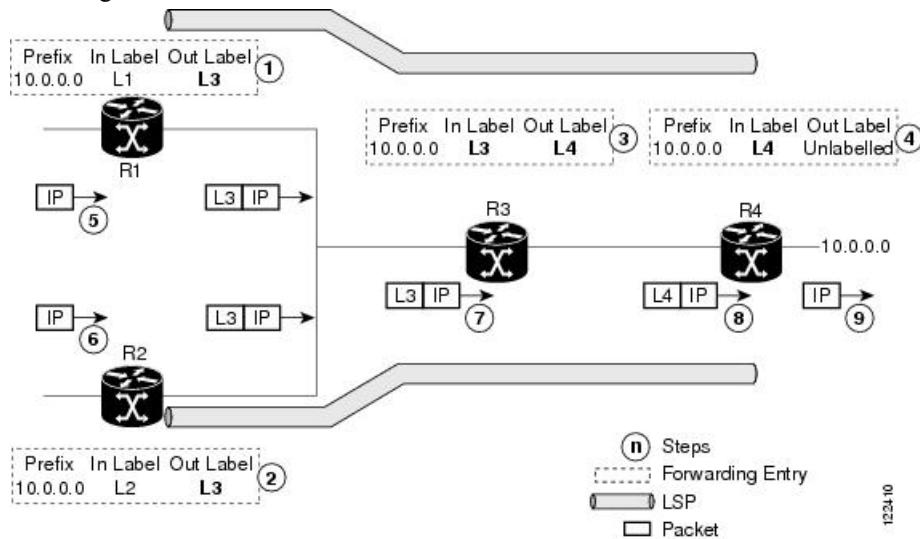 Prefix In Label Out Label
10.0.0.0 L1 L3
1
R1
Prefix In Label Out Label
10.0.0.0 L3 L4
3
Prefix In Label Out Label
10.0.0.0 L4 Unlabelled
4
IP
5
L3 IP
R3
R4
10.0.0.0
IP
6
L3 IP
L3 IP
7
L4 IP
8
IP
9
R2
Prefix In Label Out Label
10.0.0.0 L2 L3
2
n Steps
Forwarding Entry
LSP
Packet
122410